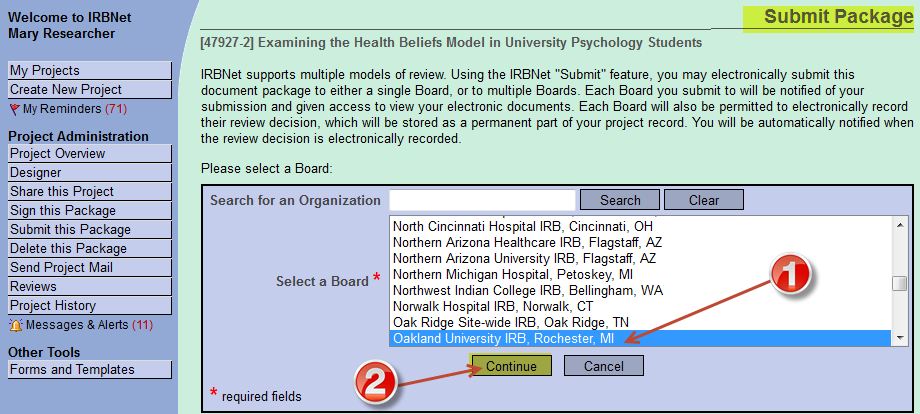 Welcome to IRBNet
Mary Researcher
My Projects
Create New Project
My Reminders (71)
Project Administration
Project Overview
Designer
Share this Project
Sign this Package
Submit this Package
Delete this Package
Send Project Mail
Reviews
Project History
Messages & Alerts (11)
Other Tools
Forms and Templates
Submit Package
[47927-2] Examining the Health Beliefs Model in University Psychology Students
IRBNet supports multiple models of review. Using the IRBNet "Submit" feature, you may electronically submit this
document package to either a single Board, or to multiple Boards. Each Board you submit to will be notified of your
submission and given access to view your electronic documents. Each Board will also be permitted to electronically record
their review decision, which will be stored as a permanent part of your project record. You will be automatically notified when
the review decision is electronically recorded.
Please select a Board:
Search for an Organization
Search
Clear
Select a Board *
North Cincinnati Hospital IRB, Cincinnati, OH
Northern Arizona Healthcare IRB, Flagstaff, AZ
Northern Arizona University IRB, Flagstaff, AZ
Northern Michigan Hospital, Petoskey, MI
Northwest Indian College IRB, Bellingham, WA
Norwalk Hospital IRB, Norwalk, CT
Oak Ridge Site-wide IRB, Oak Ridge, TN
Oakland University IRB, Rochester, MI
1
2
Continue
Cancel
* required fields